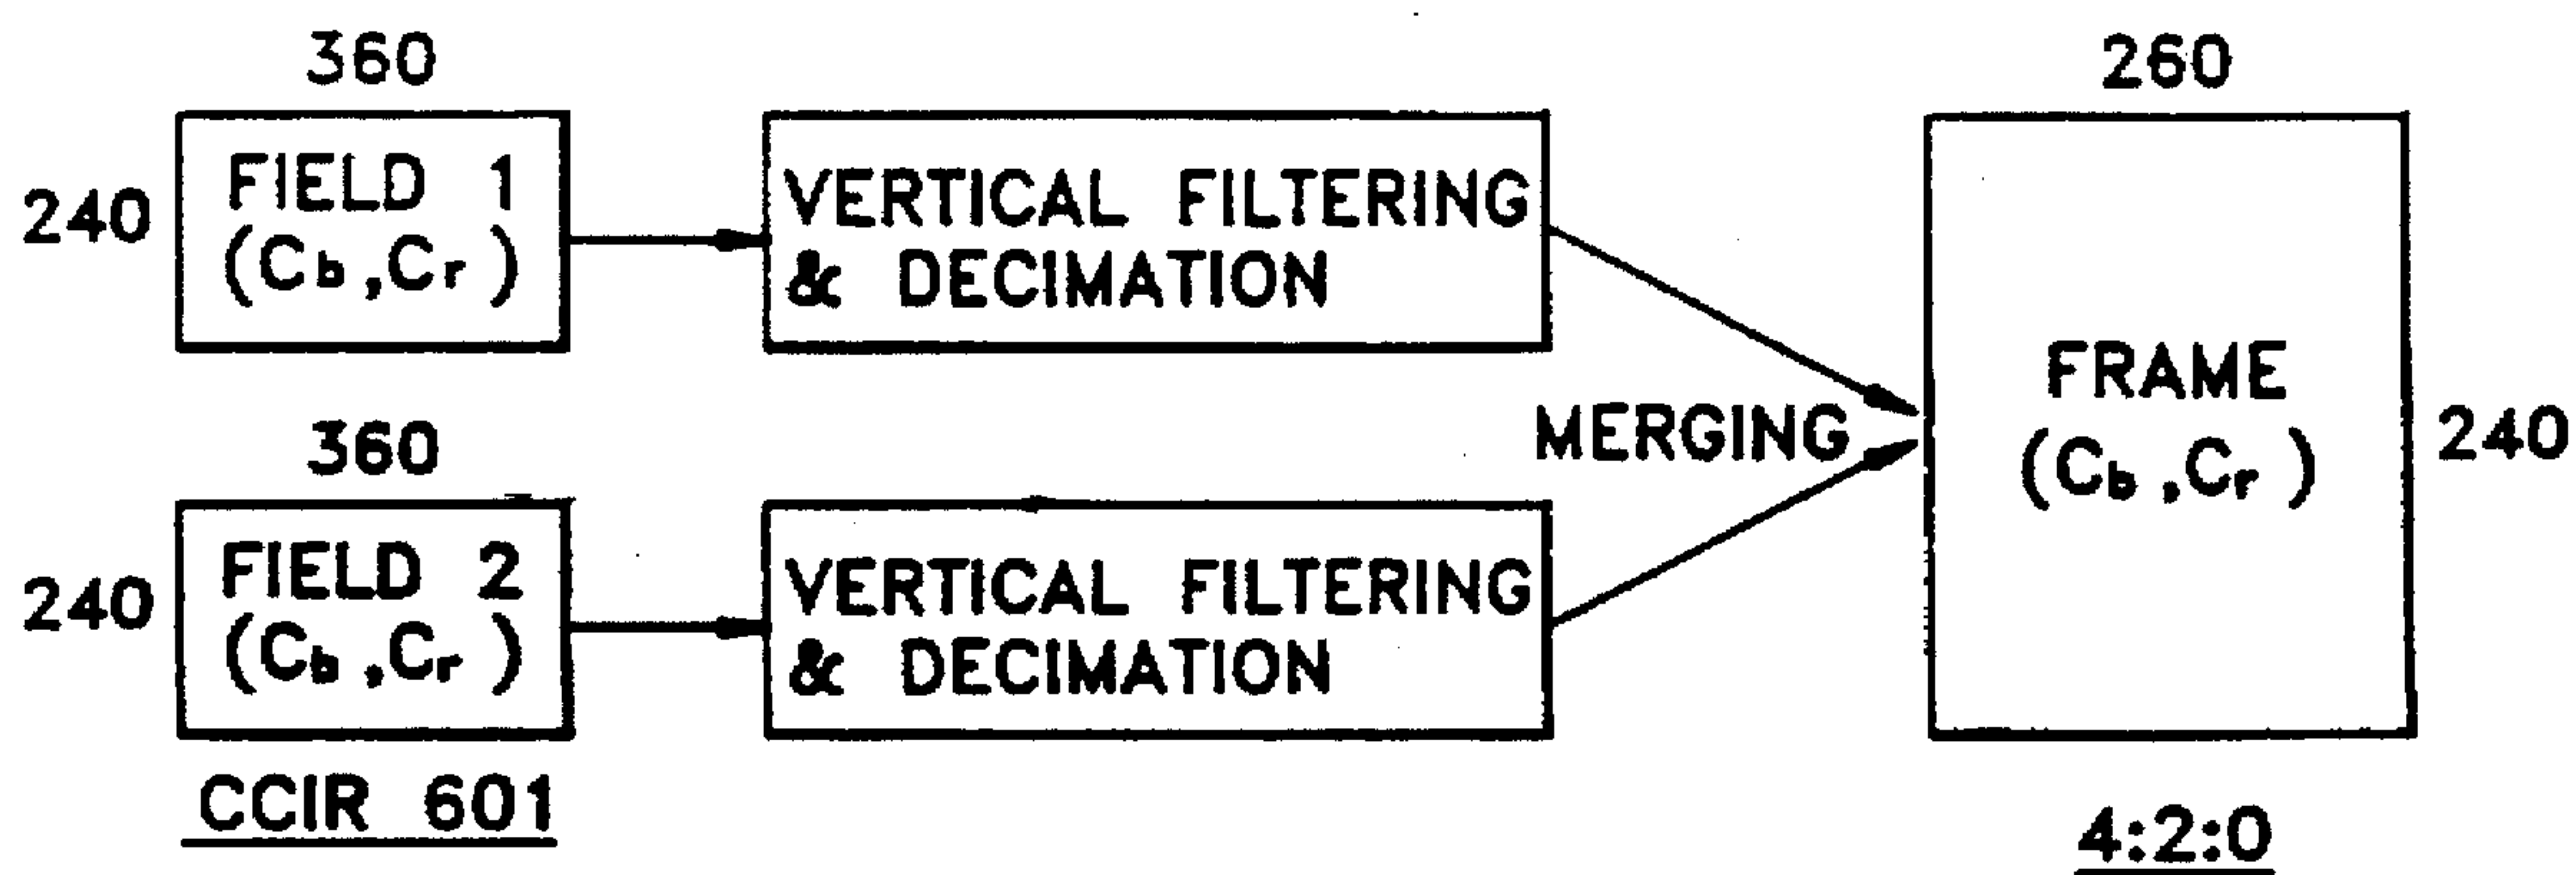 360
240
FIELD 1
(Cb,Cr)
VERTICAL FILTERING
& DECIMATION
360
240
FIELD 2
(Cb,Cr)
VERTICAL FILTERING
& DECIMATION
CCIR 601
MERGING
260
FRAME
(Cb,Cr)
240
4:2:0